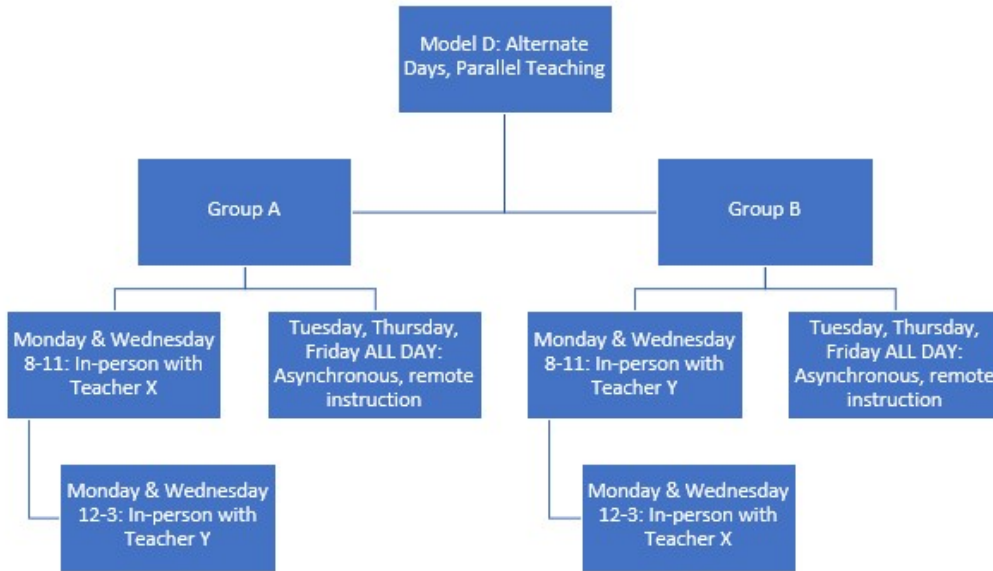 Model D: Alternate
Days, Parallel Teaching
Group A
Group B
Monday & Wednesday
8-11: In-person with
Teacher X
Tuesday, Thursday,
Friday ALL DAY:
Asynchronous, remote
instruction
Monday & Wednesday
8-11: In-person with
Teacher Y
Tuesday, Thursday,
Friday ALL DAY:
Asynchronous, remote
instruction
Monday & Wednesday
12-3: In-person with
Teacher Y
Monday & Wednesday
12-3: In-person with
Teacher X